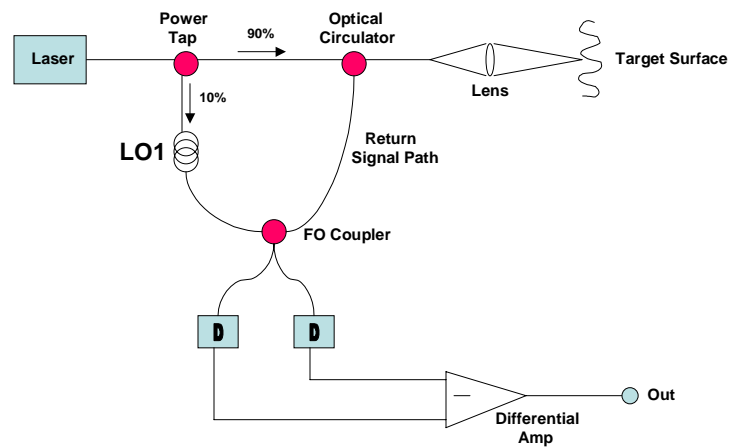 Power
Tap
90%
Optical
Circulator
Laser
Target Surface
10%
Lens
LO1
Return
Signal Path
FO Coupler
D
D
—
Out
Differential
Amp